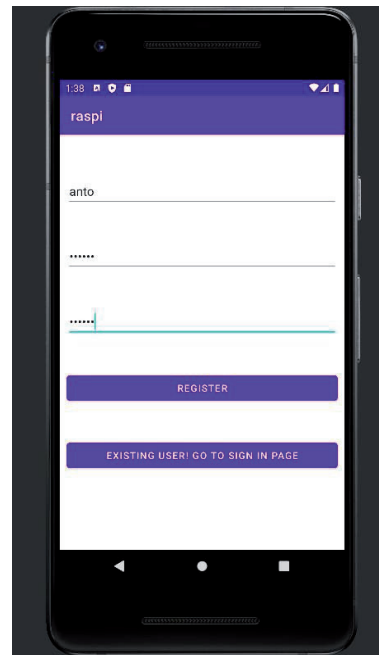 1:38
raspi
anto
••••••
••••••
REGISTER
EXISTING USER! GO TO SIGN IN PAGE